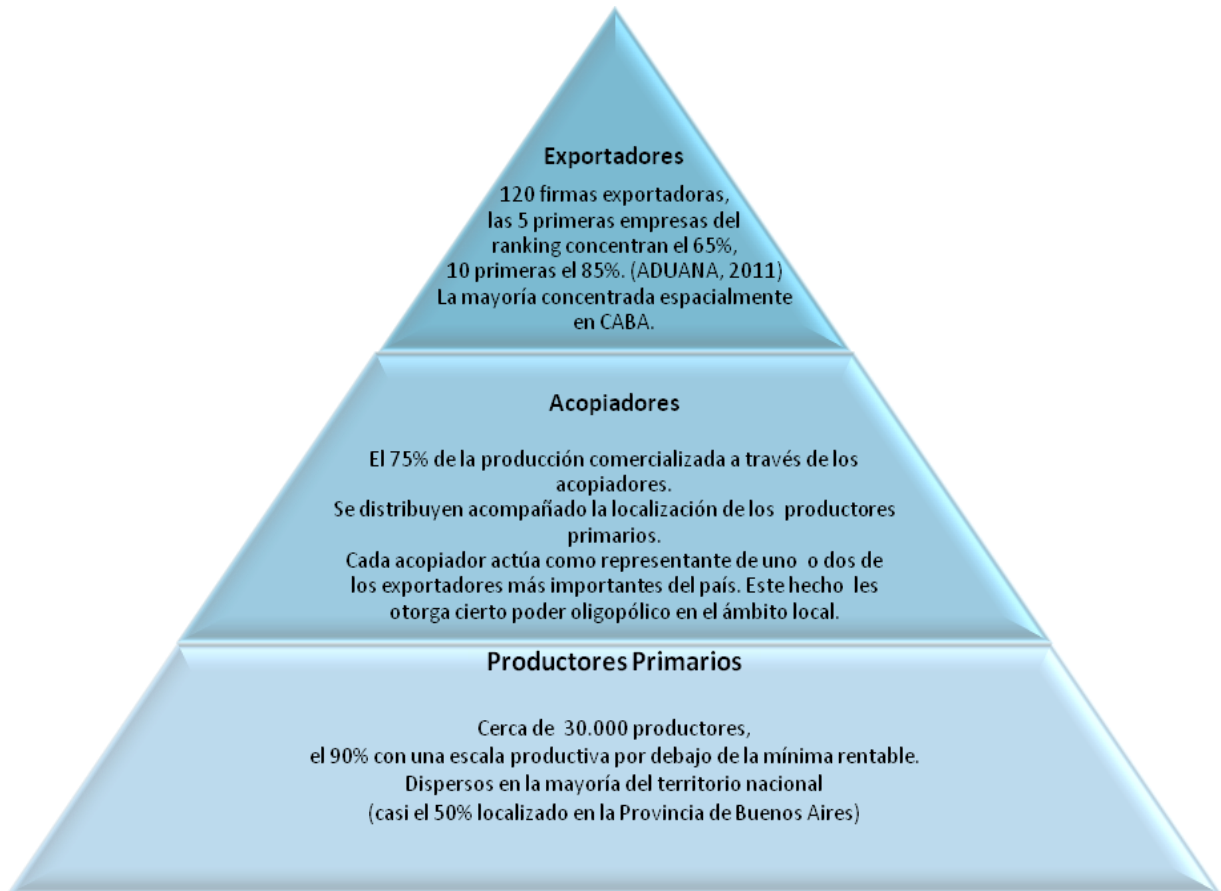 Exportadores
120 firmas exportadoras,
las 5 primeras empresas del
ranking concentran el 65%,
10 primeras el 85%. (ADUANA, 2011)
La mayoría concentrada espacialmente
en CABA.
Acopiadores
El 75% de la producción comercializada a través de los
acopiadores.
Se distribuyen acompañado la localización de los productores
primarios.
Cada acopiador actúa como representante de uno o dos de
los exportadores más importantes del país. Este hecho les
otorga cierto poder oligopólico en el ámbito local.
Productores Primarios
Cerca de 30.000 productores,
el 90% con una escala productiva por debajo de la mínima rentable.
Dispersos en la mayoría del territorio nacional
(casi el 50% localizado en la Provincia de Buenos Aires)